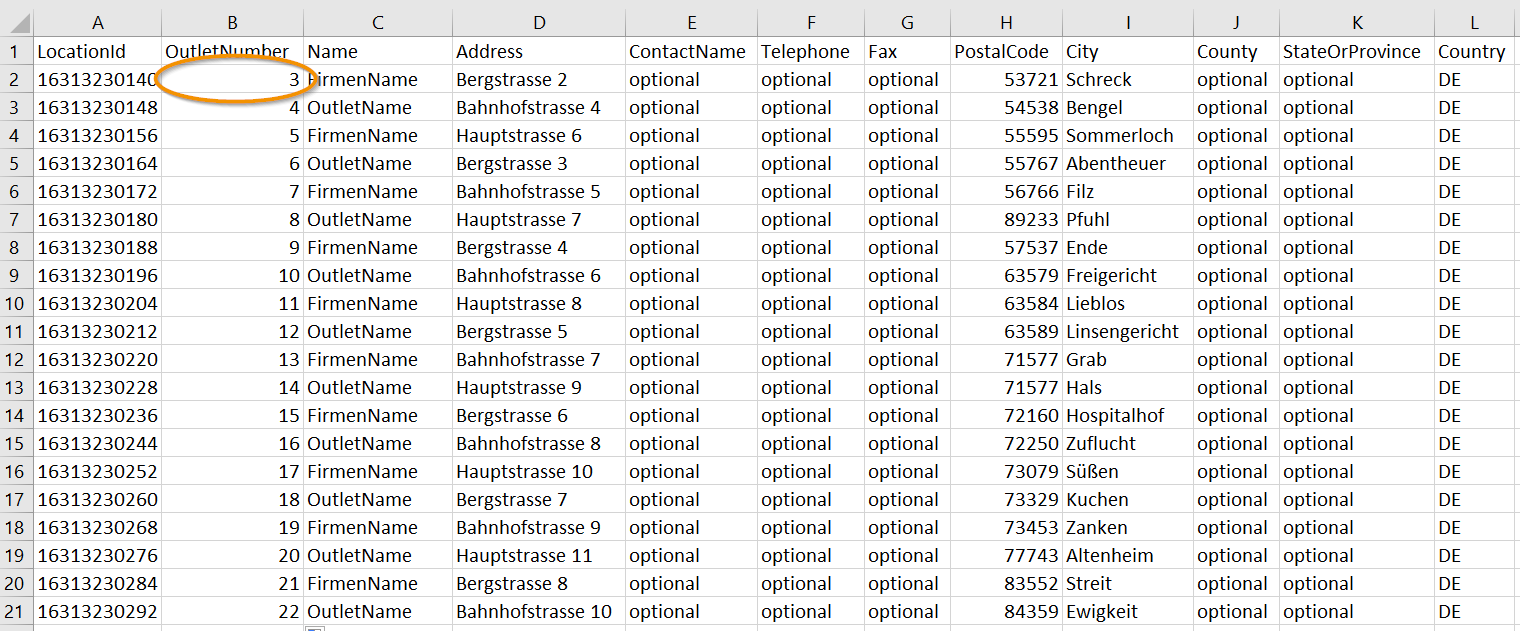 A B C D E F G H I J K L
1 LocationId OutletNumber Name Address ContactName Telephone Fax PostalCode City County StateOrProvince Country
2 16313230140 3 FirmenName Bergstrasse 2 optional optional optional 53721 Schreck optional optional DE
3 16313230148 4 OutletName Bahnhofstrasse 4 optional optional optional 54538 Bengel optional optional DE
4 16313230156 5 FirmenName Hauptstrasse 6 optional optional optional 55595 Sommerloch optional optional DE
5 16313230164 6 OutletName Bergstrasse 3 optional optional optional 55767 Abentheuer optional optional DE
6 16313230172 7 FirmenName Bahnhofstrasse 5 optional optional optional 56766 Filz optional optional DE
7 16313230180 8 OutletName Hauptstrasse 7 optional optional optional 89233 Pfuhl optional optional DE
8 16313230188 9 FirmenName Bergstrasse 4 optional optional optional 57537 Ende optional optional DE
9 16313230196 10 OutletName Bahnhofstrasse 6 optional optional optional 63579 Freigericht optional optional DE
10 16313230204 11 FirmenName Hauptstrasse 8 optional optional optional 63584 Lieblos optional optional DE
11 16313230212 12 OutletName Bergstrasse 5 optional optional optional 63589 Linsengericht optional optional DE
12 16313230220 13 FirmenName Bahnhofstrasse 7 optional optional optional 71577 Grab optional optional DE
13 16313230228 14 OutletName Hauptstrasse 9 optional optional optional 71577 Hals optional optional DE
14 16313230236 15 FirmenName Bergstrasse 6 optional optional optional 72160 Hospitalhof optional optional DE
15 16313230244 16 OutletName Bahnhofstrasse 8 optional optional optional 72250 Zuflucht optional optional DE
16 16313230252 17 FirmenName Hauptstrasse 10 optional optional optional 73079 Süßen optional optional DE
17 16313230260 18 OutletName Bergstrasse 7 optional optional optional 73329 Kuchen optional optional DE
18 16313230268 19 FirmenName Bahnhofstrasse 9 optional optional optional 73453 Zanken optional optional DE
19 16313230276 20 OutletName Hauptstrasse 11 optional optional optional 77743 Altenheim optional optional DE
20 16313230284 21 FirmenName Bergstrasse 8 optional optional optional 83552 Streit optional optional DE
21 16313230292 22 OutletName Bahnhofstrasse 10 optional optional optional 84359 Ewigkeit optional optional DE